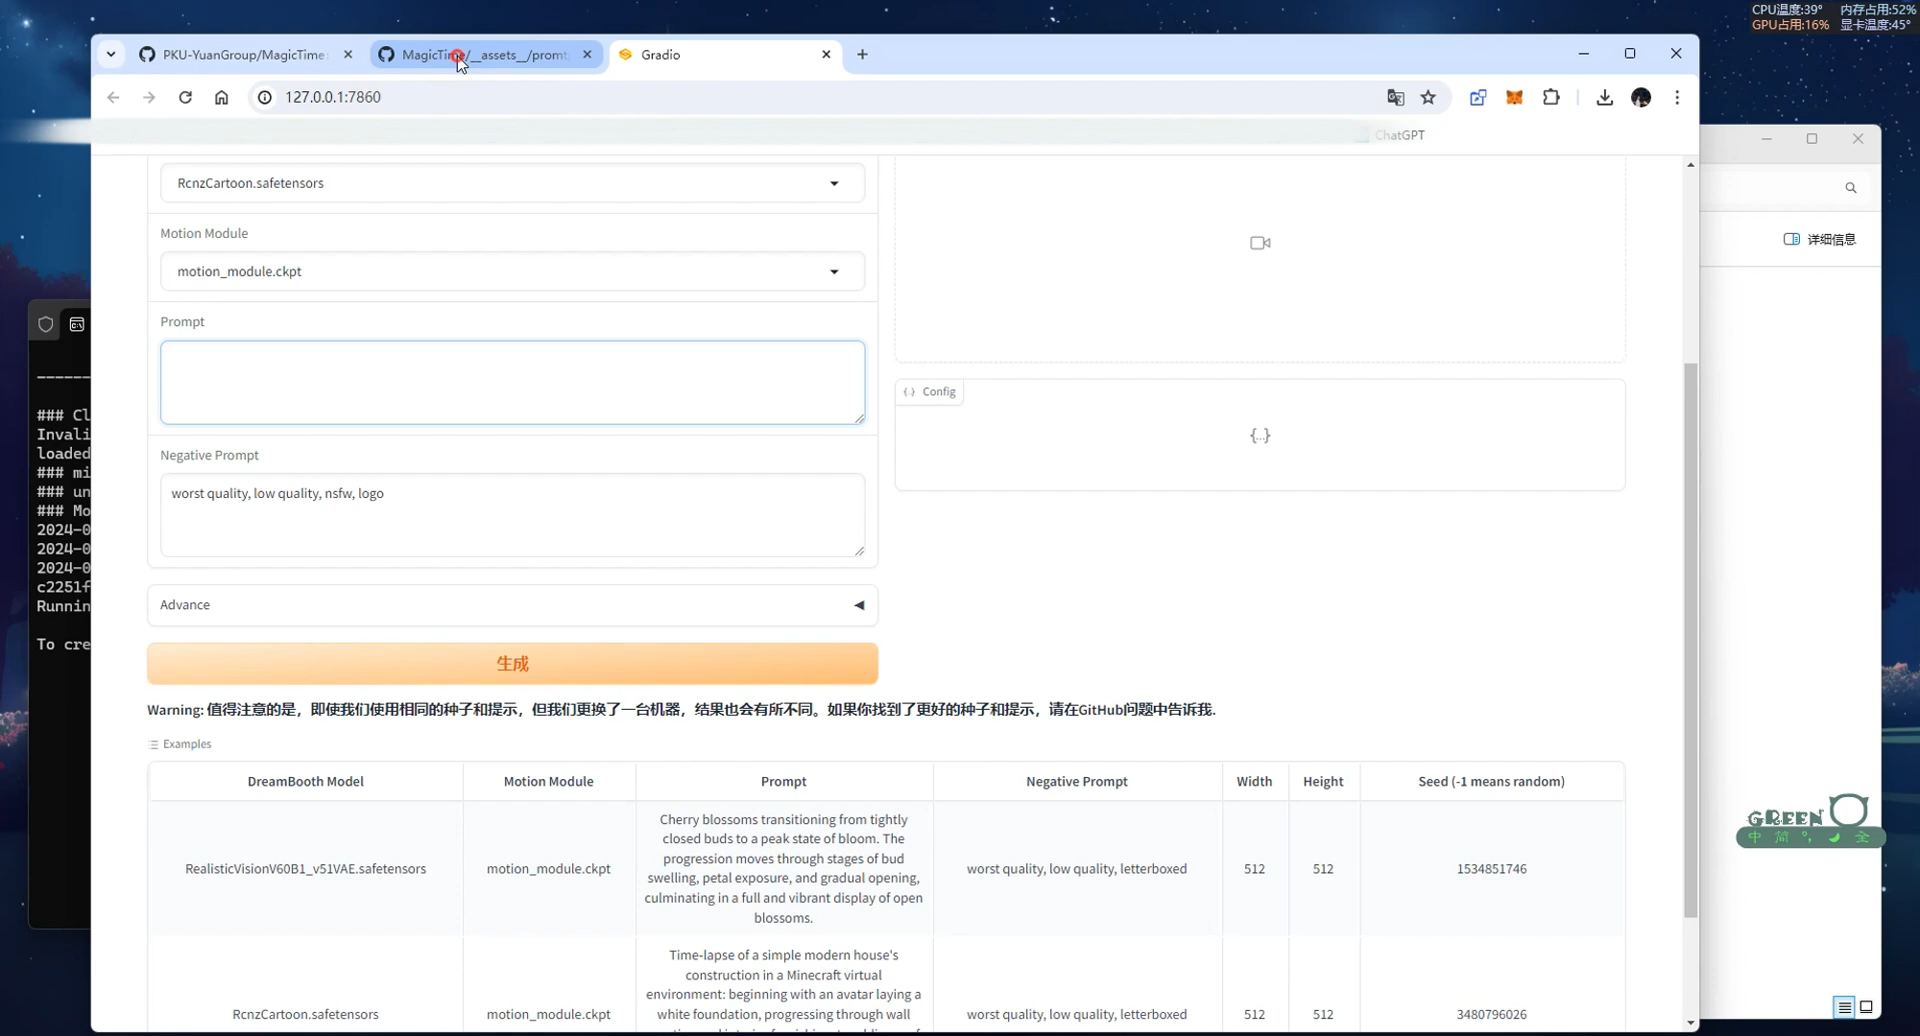 CPU温度:39° 内存占用:52%
GPU占用:16% 显卡温度:45°
PKU-YuanGroup/MagicTime:
MagicTime/__assets__/promt
Gradio
127.0.0.1:7860
ChatGPT
RcnzCartoon.safetensors
详细信息
Motion Module
motion_module.ckpt
Prompt
Config
{...}
Negative Prompt
worst quality, low quality, nsfw, logo
### Cl
Invali
loaded
### mi
### un
### Mo
2024-0
2024-0
2024-0
c2251f
Runnin
To cre
Advance
生成
Warning: 值得注意的是，即使我们使用相同的种子和提示，但我们更换了一台机器，结果也会有所不同。如果你找到了更好的种子和提示，请在GitHub问题中告诉我.
Examples
DreamBooth Model Motion Module Prompt Negative Prompt Width Height Seed (-1 means random)
RealisticVisionV60B1_v51VAE.safetensors motion_module.ckpt
Cherry blossoms transitioning from tightly
closed buds to a peak state of bloom. The
progression moves through stages of bud
swelling, petal exposure, and gradual opening,
culminating in a full and vibrant display of open
blossoms.
worst quality, low quality, letterboxed 512 512 1534851746
RcnzCartoon.safetensors motion_module.ckpt
Time-lapse of a simple modern house's
construction in a Minecraft virtual
environment: beginning with an avatar laying a
white foundation, progressing through wall
worst quality, low quality, letterboxed 512 512 3480796026
GREEN
中 简 °, 全